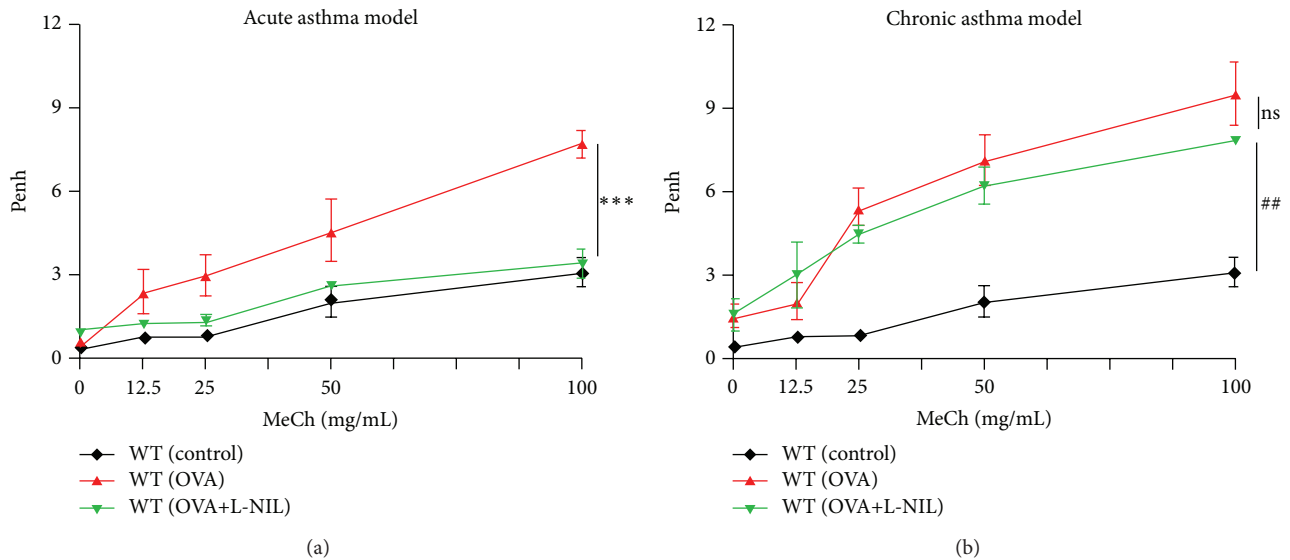 Acute asthma model
12
9
6
3
0
Penh
***
0 12.5 25 50 100
MeCh (mg/mL)
WT (control)
WT (OVA)
WT (OVA+L-NIL)
(a)
Chronic asthma model
12
9
6
3
0
Penh
ns
##
0 12.5 25 50 100
MeCh (mg/mL)
WT (control)
WT (OVA)
WT (OVA+L-NIL)
(b)